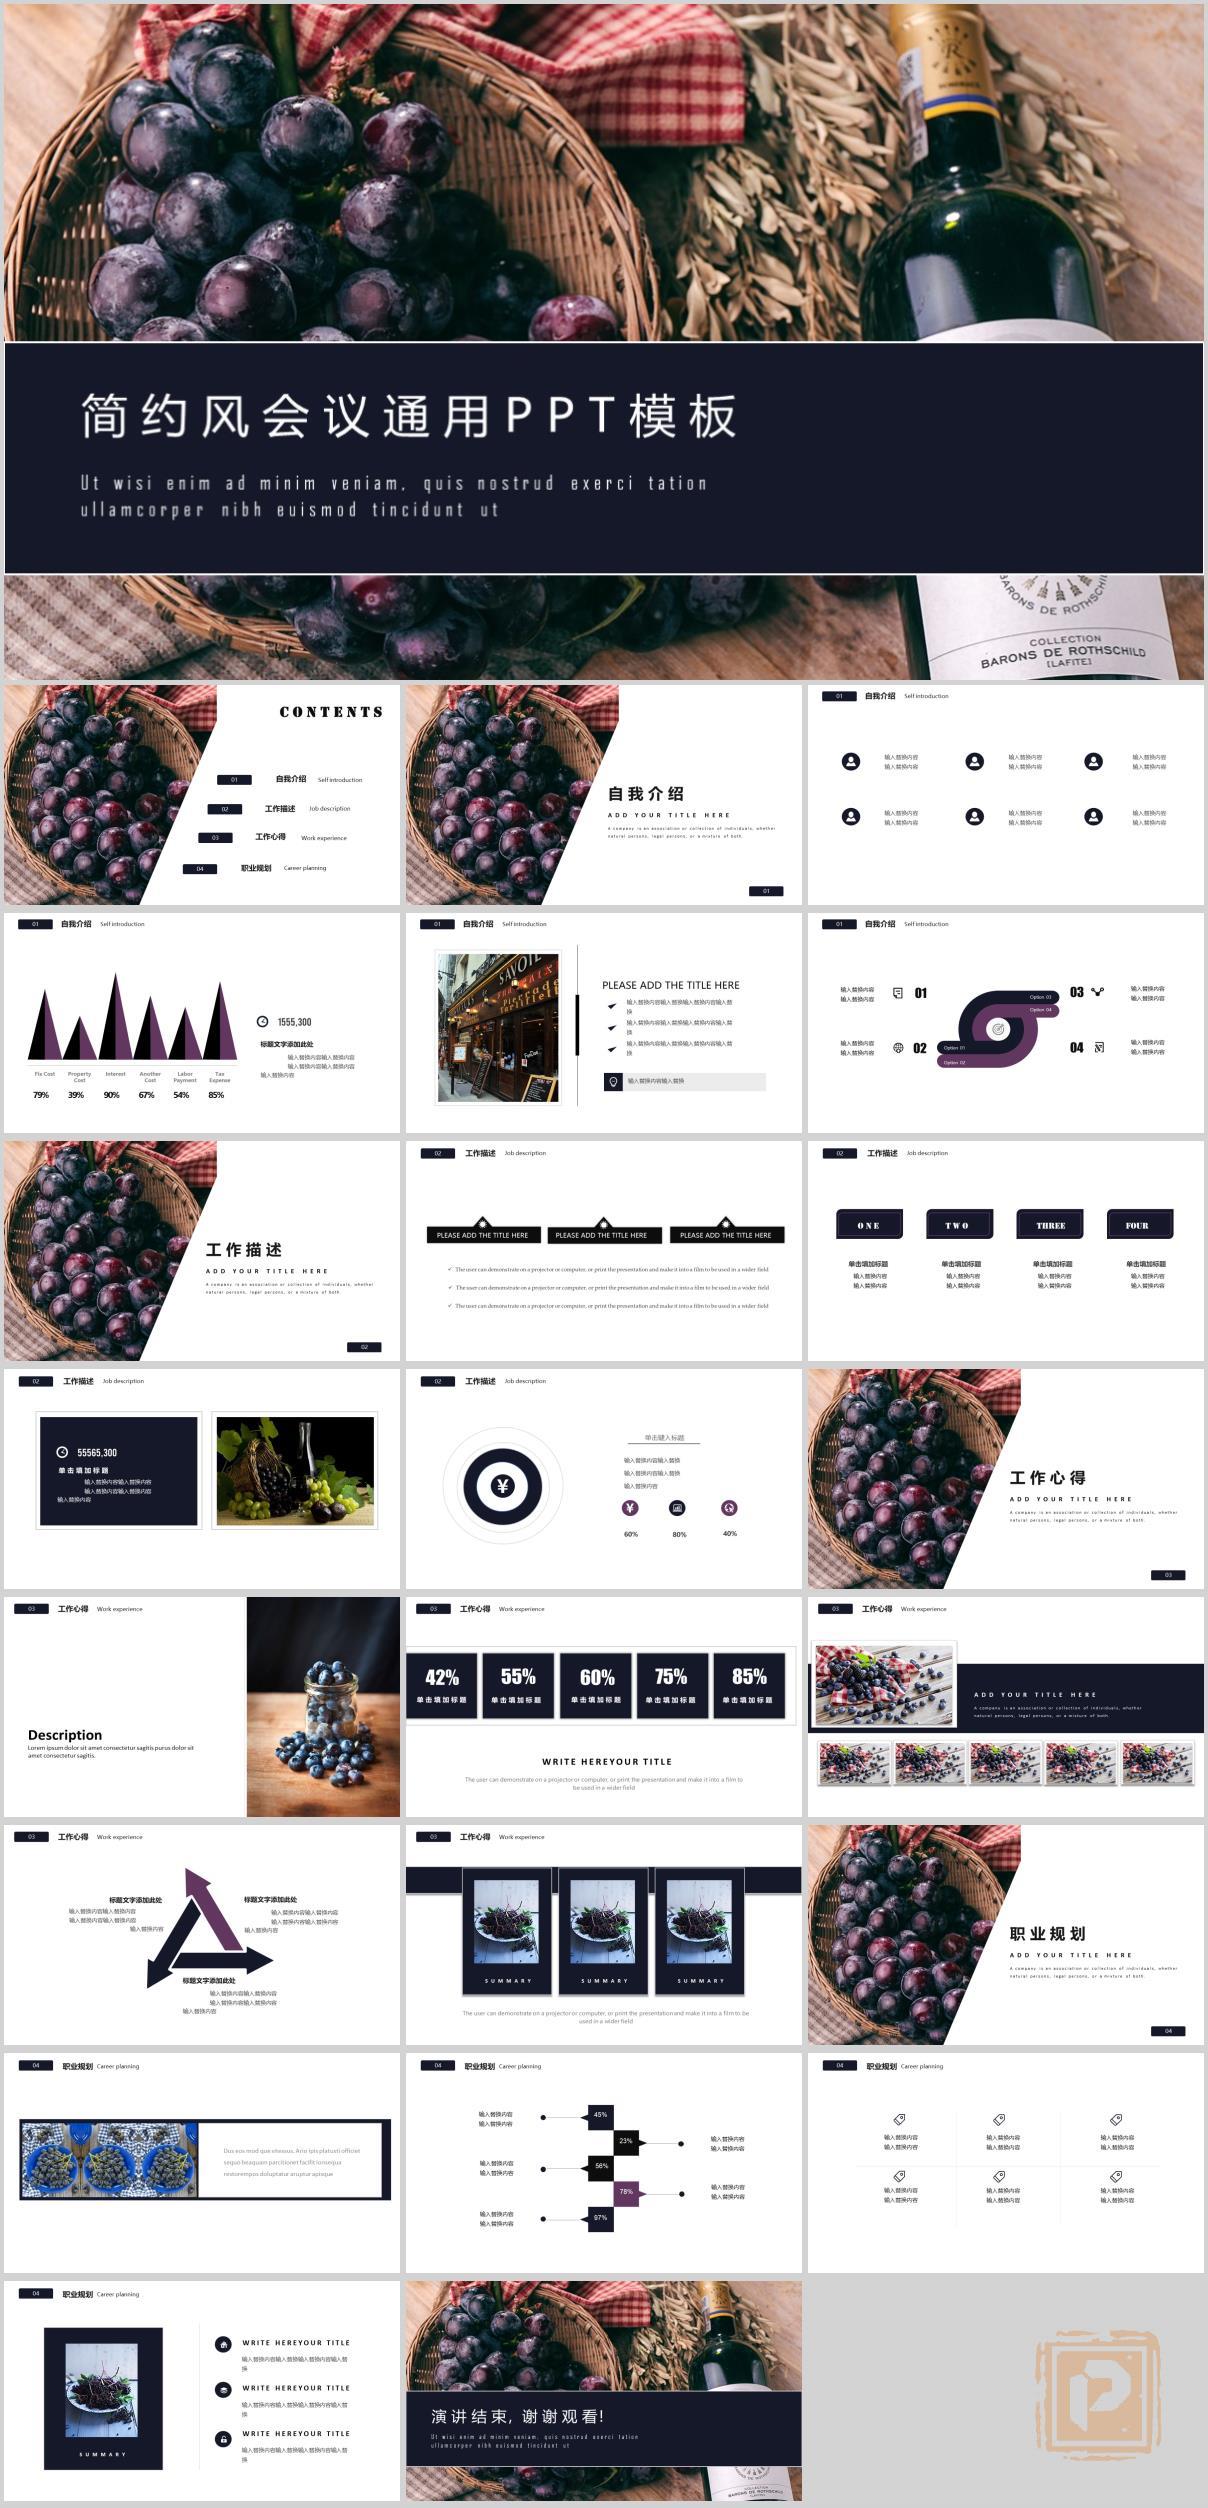 简约风会议通用PPT模板
Ut wisi enim ad minim veniam, quis nostrud exerci tation
ullamcorper nibh euismod tincidunt ut
BARONS DE ROTHSCHILD
COLLECTION
BARONS DE ROTHSCHILD
[LAFITE]
CONTENTS
01 自我介绍 Self introduction
02 工作描述 Job description
03 工作心得 Work experience
04 职业规划 Career planning
自我介绍
ADD YOUR TITLE HERE
A company is an association or collection of individuals, whether
natural persons, legal persons, or a mixture of both.
01
01 自我介绍 Self introduction
输入替换内容 输入替换内容 输入替换内容
输入替换内容 输入替换内容 输入替换内容
输入替换内容 输入替换内容 输入替换内容
输入替换内容 输入替换内容 输入替换内容
01 自我介绍 Self introduction
1555,300
标题文字添加此处
输入替换内容输入替换内容
输入替换内容输入替换内容
输入替换内容
Fix Cost Property Cost Interest Another Cost Labor Payment Tax Expense
79% 39% 90% 67% 54% 85%
01 自我介绍 Self introduction
SAVOIE
PLEASE ADD THE TITLE HERE
输入替换内容输入替换输入替换内容输入替
换
输入替换内容输入替换输入替换内容输入替
换
输入替换内容输入替换输入替换内容输入替
换
输入替换内容输入替换
01 自我介绍 Self introduction
输入替换内容
输入替换内容
01
Option 03
Option 04
03
输入替换内容
输入替换内容
输入替换内容
输入替换内容
02
Option 01
Option 02
04
输入替换内容
输入替换内容
工作描述
ADD YOUR TITLE HERE
A company is an association or collection of individuals, whether
natural persons, legal persons, or a mixture of both.
02
02 工作描述 Job description
PLEASE ADD THE TITLE HERE PLEASE ADD THE TITLE HERE PLEASE ADD THE TITLE HERE
The user can demonstrate on a projector or computer, or print the presentation and make it into a film to be used in a wider field
The user can demonstrate on a projector or computer, or print the presentation and make it into a film to be used in a wider field
The user can demonstrate on a projector or computer, or print the presentation and make it into a film to be used in a wider field
02 工作描述 Job description
ONE TWO THREE FOUR
单击填加标题 单击填加标题 单击填加标题 单击填加标题
输入替换内容 输入替换内容 输入替换内容 输入替换内容
输入替换内容 输入替换内容 输入替换内容 输入替换内容
02 工作描述 Job description
55565,300
单击填加标题
输入替换内容输入替换内容
输入替换内容输入替换内容
输入替换内容
02 工作描述 Job description
¥
单击键入标题
输入替换内容输入替换
输入替换内容输入替换
输入替换内容
¥
60% 80% 40%
工作心得
ADD YOUR TITLE HERE
A company is an association or collection of individuals, whether
natural persons, legal persons, or a mixture of both.
03
03 工作心得 Work experience
Description
Lorem ipsum dolor sit amet consectetur sagitis purus dolor sit
amet consectetur sagitis.
03 工作心得 Work experience
42% 55% 60% 75% 85%
单击填加标题 单击填加标题 单击填加标题 单击填加标题 单击填加标题
WRITE HEREYOUR TITLE
The user can demonstrate on a projector or computer, or print the presentation and make it into a film to
be used in a wider field
03 工作心得 Work experience
ADD YOUR TITLE HERE
A company is an association or collection of individuals, whether
natural persons, legal persons, or a mixture of both.
03 工作心得 Work experience
标题文字添加此处
输入替换内容输入替换
输入替换内容输入替换
输入替换内容
标题文字添加此处
输入替换内容输入替换内容
输入替换内容输入替换内容
输入替换内容
标题文字添加此处
输入替换内容输入替换内容
输入替换内容输入替换内容
输入替换内容
03 工作心得 Work experience
SUMMARY SUMMARY SUMMARY
The user can demonstrate on a projector or computer, or print the presentation and make it into a film to be
used in a wider field
职业规划
ADD YOUR TITLE HERE
A company is an association or collection of individuals, whether
natural persons, legal persons, or a mixture of both.
04
04 职业规划 Career planning
Dus eos mod que vitessus. Ario ipis platusti officiet
sequo beaquam parcitionet facilit ionsequa
restorempos doluptatur aruptur apisque
04 职业规划 Career planning
输入替换内容
输入替换内容
45%
23%
输入替换内容
输入替换内容
输入替换内容
输入替换内容
56%
78%
输入替换内容
输入替换内容
输入替换内容
输入替换内容
97%
04 职业规划 Career planning
输入替换内容 输入替换内容 输入替换内容
输入替换内容 输入替换内容 输入替换内容
输入替换内容 输入替换内容 输入替换内容
输入替换内容 输入替换内容 输入替换内容
04 职业规划 Career planning
SUMMARY
WRITE HEREYOUR TITLE
输入替换内容输入替换输入替换内容输入替
换
WRITE HEREYOUR TITLE
输入替换内容输入替换输入替换内容输入替
换
WRITE HEREYOUR TITLE
输入替换内容输入替换输入替换内容输入替
换
演讲结束, 谢谢观看!
Ut wisi enim ad minim veniam, quis nostrud exerci tation
ullamcorper nibh euismod tincidunt ut
COLLECTION
BARONS DE ROTHSCHILD